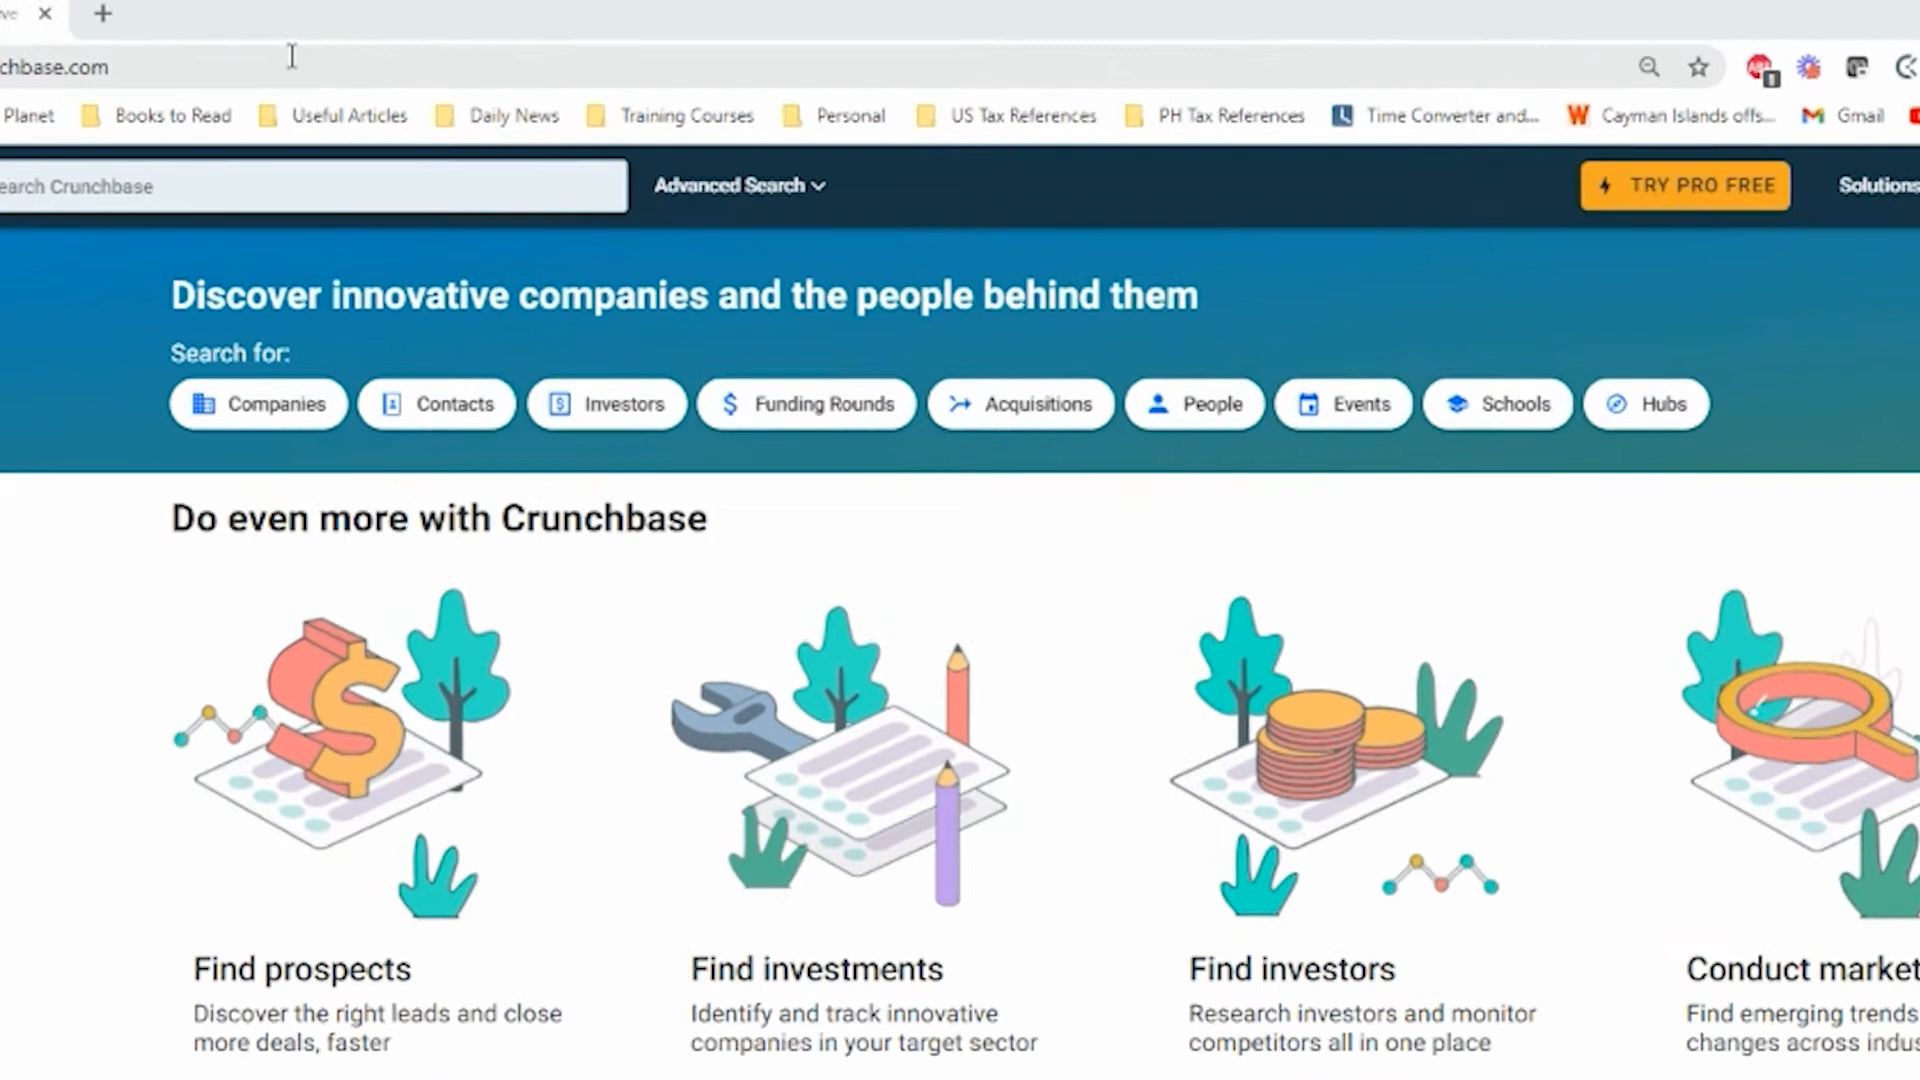 chbase.com
Planet Books to Read Useful Articles Daily News Training Courses Personal US Tax References PH Tax References Time Converter and... Cayman Islands offs... Gmail
earch Crunchbase Advanced Search TRY PRO FREE Solutions
Discover innovative companies and the people behind them
Search for:
Companies Contacts Investors Funding Rounds Acquisitions People Events Schools Hubs
Do even more with Crunchbase
Find prospects
Discover the right leads and close
more deals, faster
Find investments
Identify and track innovative
companies in your target sector
Find investors
Research investors and monitor
competitors all in one place
Conduct market
Find emerging trends
changes across indus